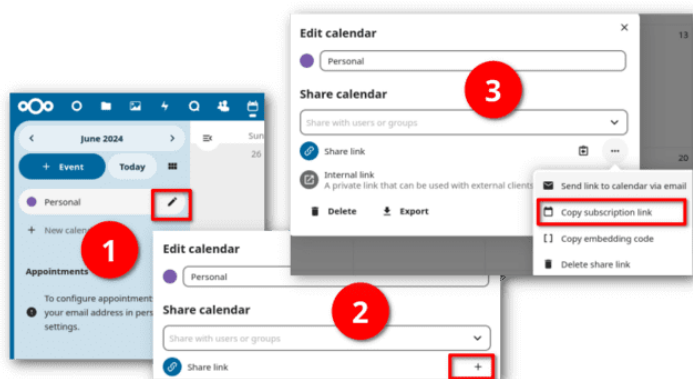 June 2024
Sun
+ Event
Today
26
Personal
+ New calen
1
Appointments
To configure appointment
your email address in pers
settings.
Edit calendar
Personal
Share calendar
Share with users or groups
2
Share link
+
Edit calendar
13
Personal
3
Share calendar
Share with users or groups
Share link
20
Internal link
A private link that can be used with external clients
Delete
Export
Send link to calendar via email
Copy subscription link
[] Copy embedding code
Delete share link